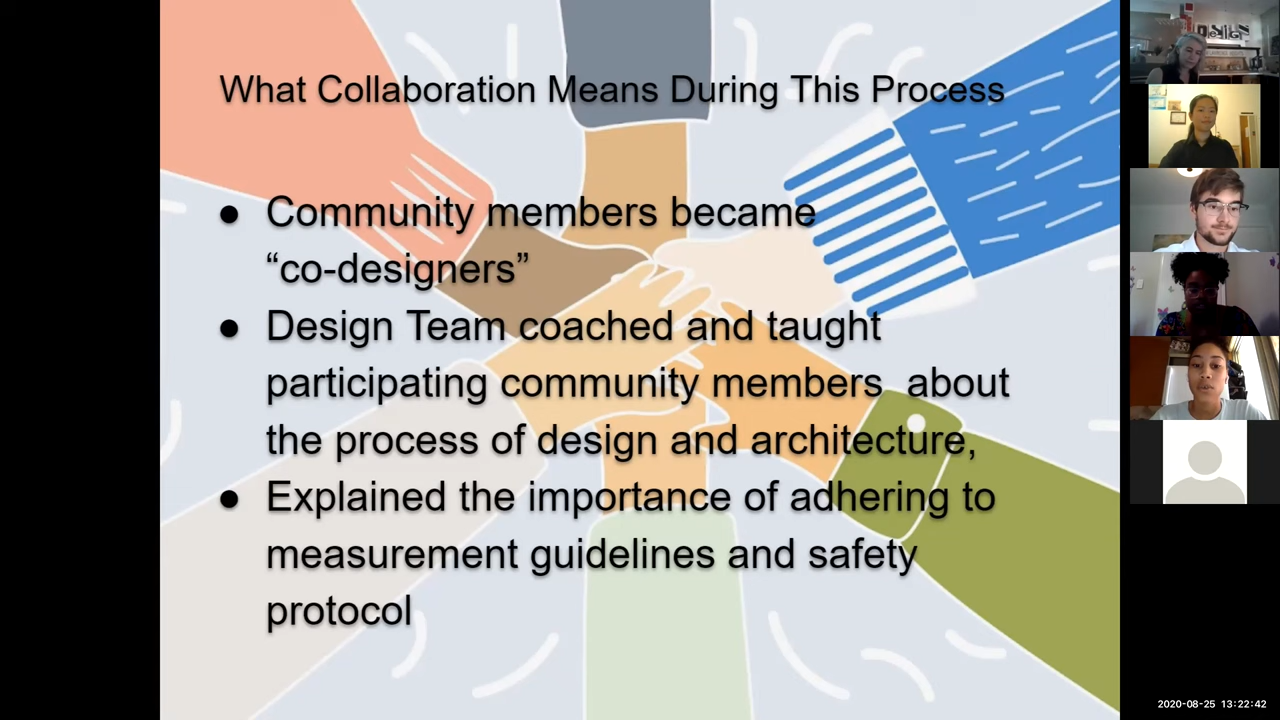 What Collaboration Means During This Process
● Community members became
“co-designers”
● Design Team coached and taught
participating community members about
the process of design and architecture,
● Explained the importance of adhering to
measurement guidelines and safety
protocol
2020-08-25 13:22:42